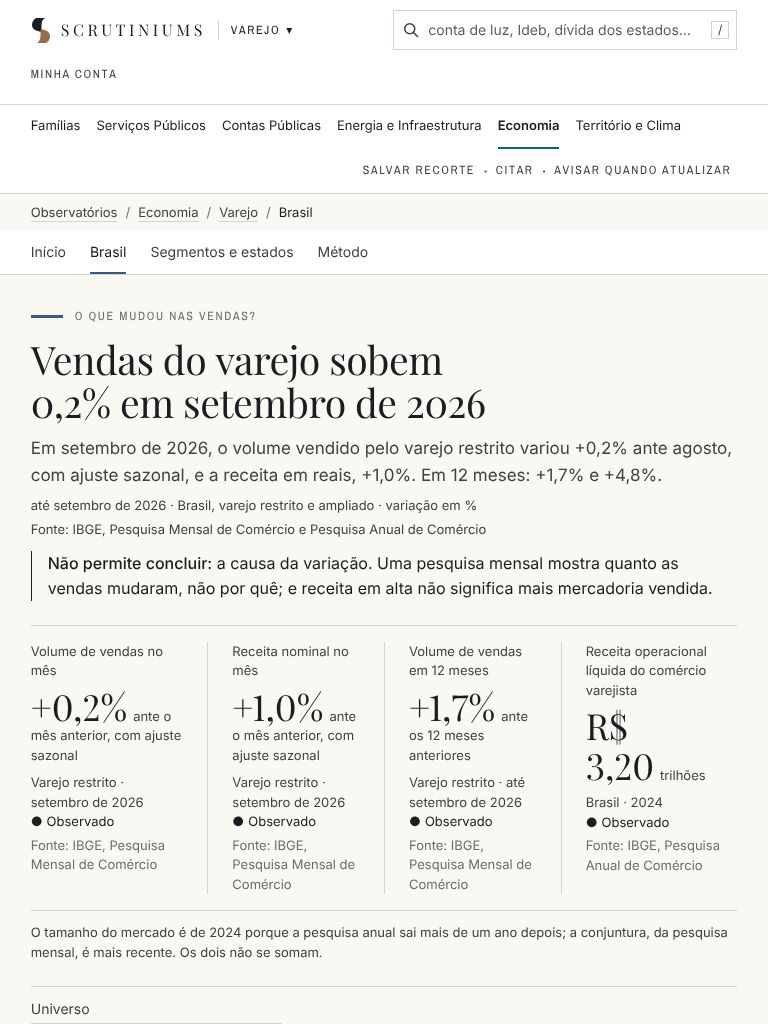 SCRUTINIUMS
VAREJO ▾
conta de luz, Ideb, dívida dos estados...
/
MINHA CONTA
Famílias Serviços Públicos Contas Públicas Energia e Infraestrutura Economia Território e Clima
SALVAR RECORTE • CITAR • AVISAR QUANDO ATUALIZAR
Observatórios / Economia / Varejo / Brasil
Início Brasil Segmentos e estados Método
O QUE MUDOU NAS VENDAS?
Vendas do varejo sobem
0,2% em setembro de 2026
Em setembro de 2026, o volume vendido pelo varejo restrito variou +0,2% ante agosto,
com ajuste sazonal, e a receita em reais, +1,0%. Em 12 meses: +1,7% e +4,8%.
até setembro de 2026 · Brasil, varejo restrito e ampliado · variação em %
Fonte: IBGE, Pesquisa Mensal de Comércio e Pesquisa Anual de Comércio
Não permite concluir: a causa da variação. Uma pesquisa mensal mostra quanto as
vendas mudaram, não por quê; e receita em alta não significa mais mercadoria vendida.
Volume de vendas no
mês
+0,2% ante o
mês anterior, com ajuste
sazonal
Varejo restrito ·
setembro de 2026
● Observado
Fonte: IBGE, Pesquisa
Mensal de Comércio
Receita nominal no
mês
+1,0% ante
o mês anterior, com
ajuste sazonal
Varejo restrito ·
setembro de 2026
● Observado
Fonte: IBGE,
Pesquisa Mensal de
Comércio
Volume de vendas
em 12 meses
+1,7% ante
os 12 meses
anteriores
Varejo restrito · até
setembro de 2026
● Observado
Fonte: IBGE,
Pesquisa Mensal de
Comércio
Receita operacional
líquida do comércio
varejista
R$
3,20 trilhões
Brasil · 2024
● Observado
Fonte: IBGE, Pesquisa
Anual de Comércio
O tamanho do mercado é de 2024 porque a pesquisa anual sai mais de um ano depois; a conjuntura, da pesquisa
mensal, é mais recente. Os dois não se somam.
Universo